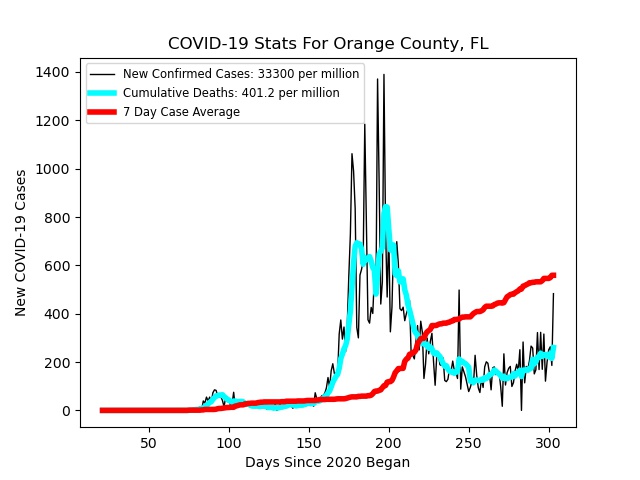 COVID-19 Stats For Orange County, FL
New Confirmed Cases: 33300 per million
Cumulative Deaths: 401.2 per million
7 Day Case Average
New COVID-19 Cases
1400
1200
1000
800
600
400
200
0
50 100 150 200 250 300
Days Since 2020 Began